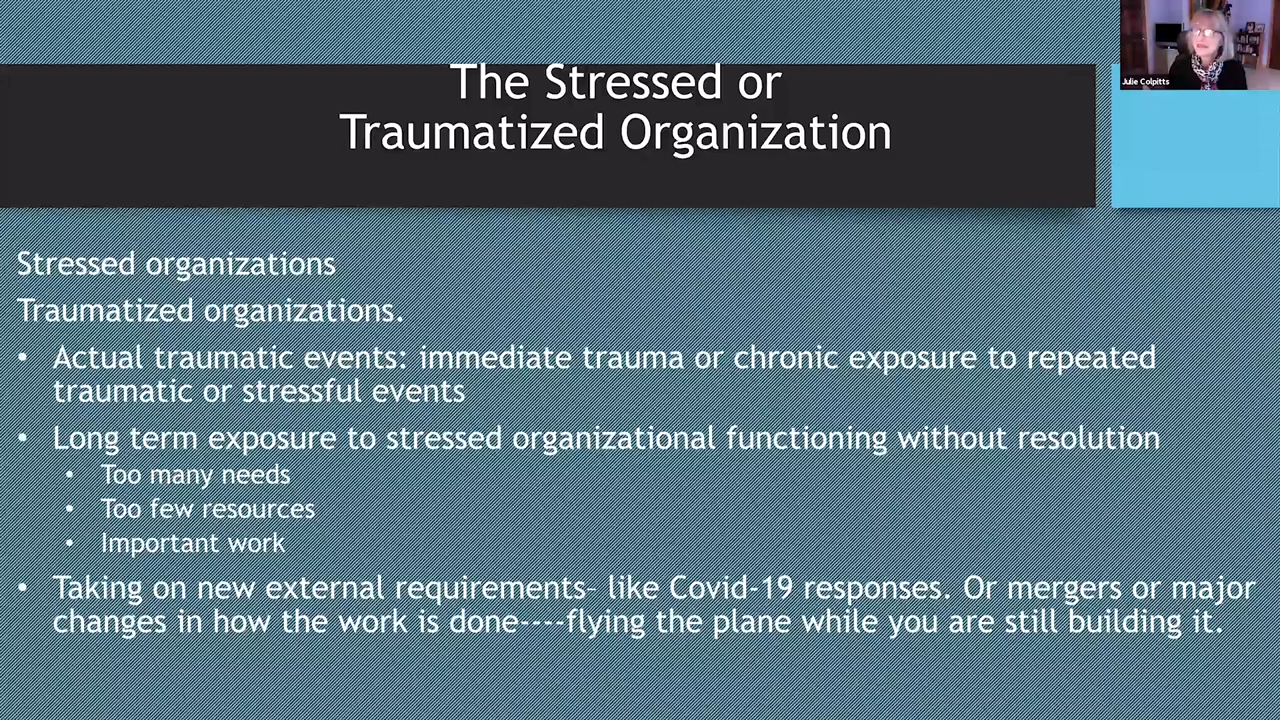 The Stressed or
Traumatized Organization
Julie Colpitts
Stressed organizations
Traumatized organizations.
• Actual traumatic events: immediate trauma or chronic exposure to repeated
traumatic or stressful events
• Long term exposure to stressed organizational functioning without resolution
• Too many needs
• Too few resources
• Important work
• Taking on new external requirements– like Covid-19 responses. Or mergers or major
changes in how the work is done----flying the plane while you are still building it.